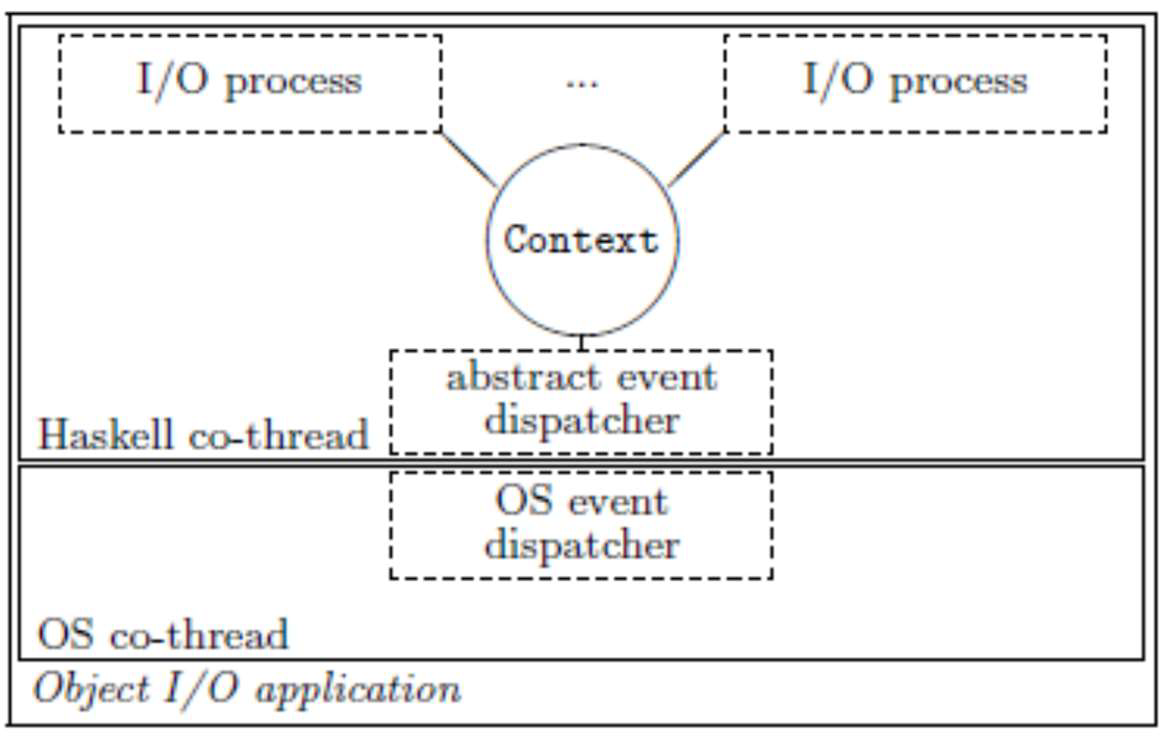 I/O process
...
I/O process
Context
abstract event
dispatcher
Haskell co-thread
OS event
dispatcher
OS co-thread
Object I/O application